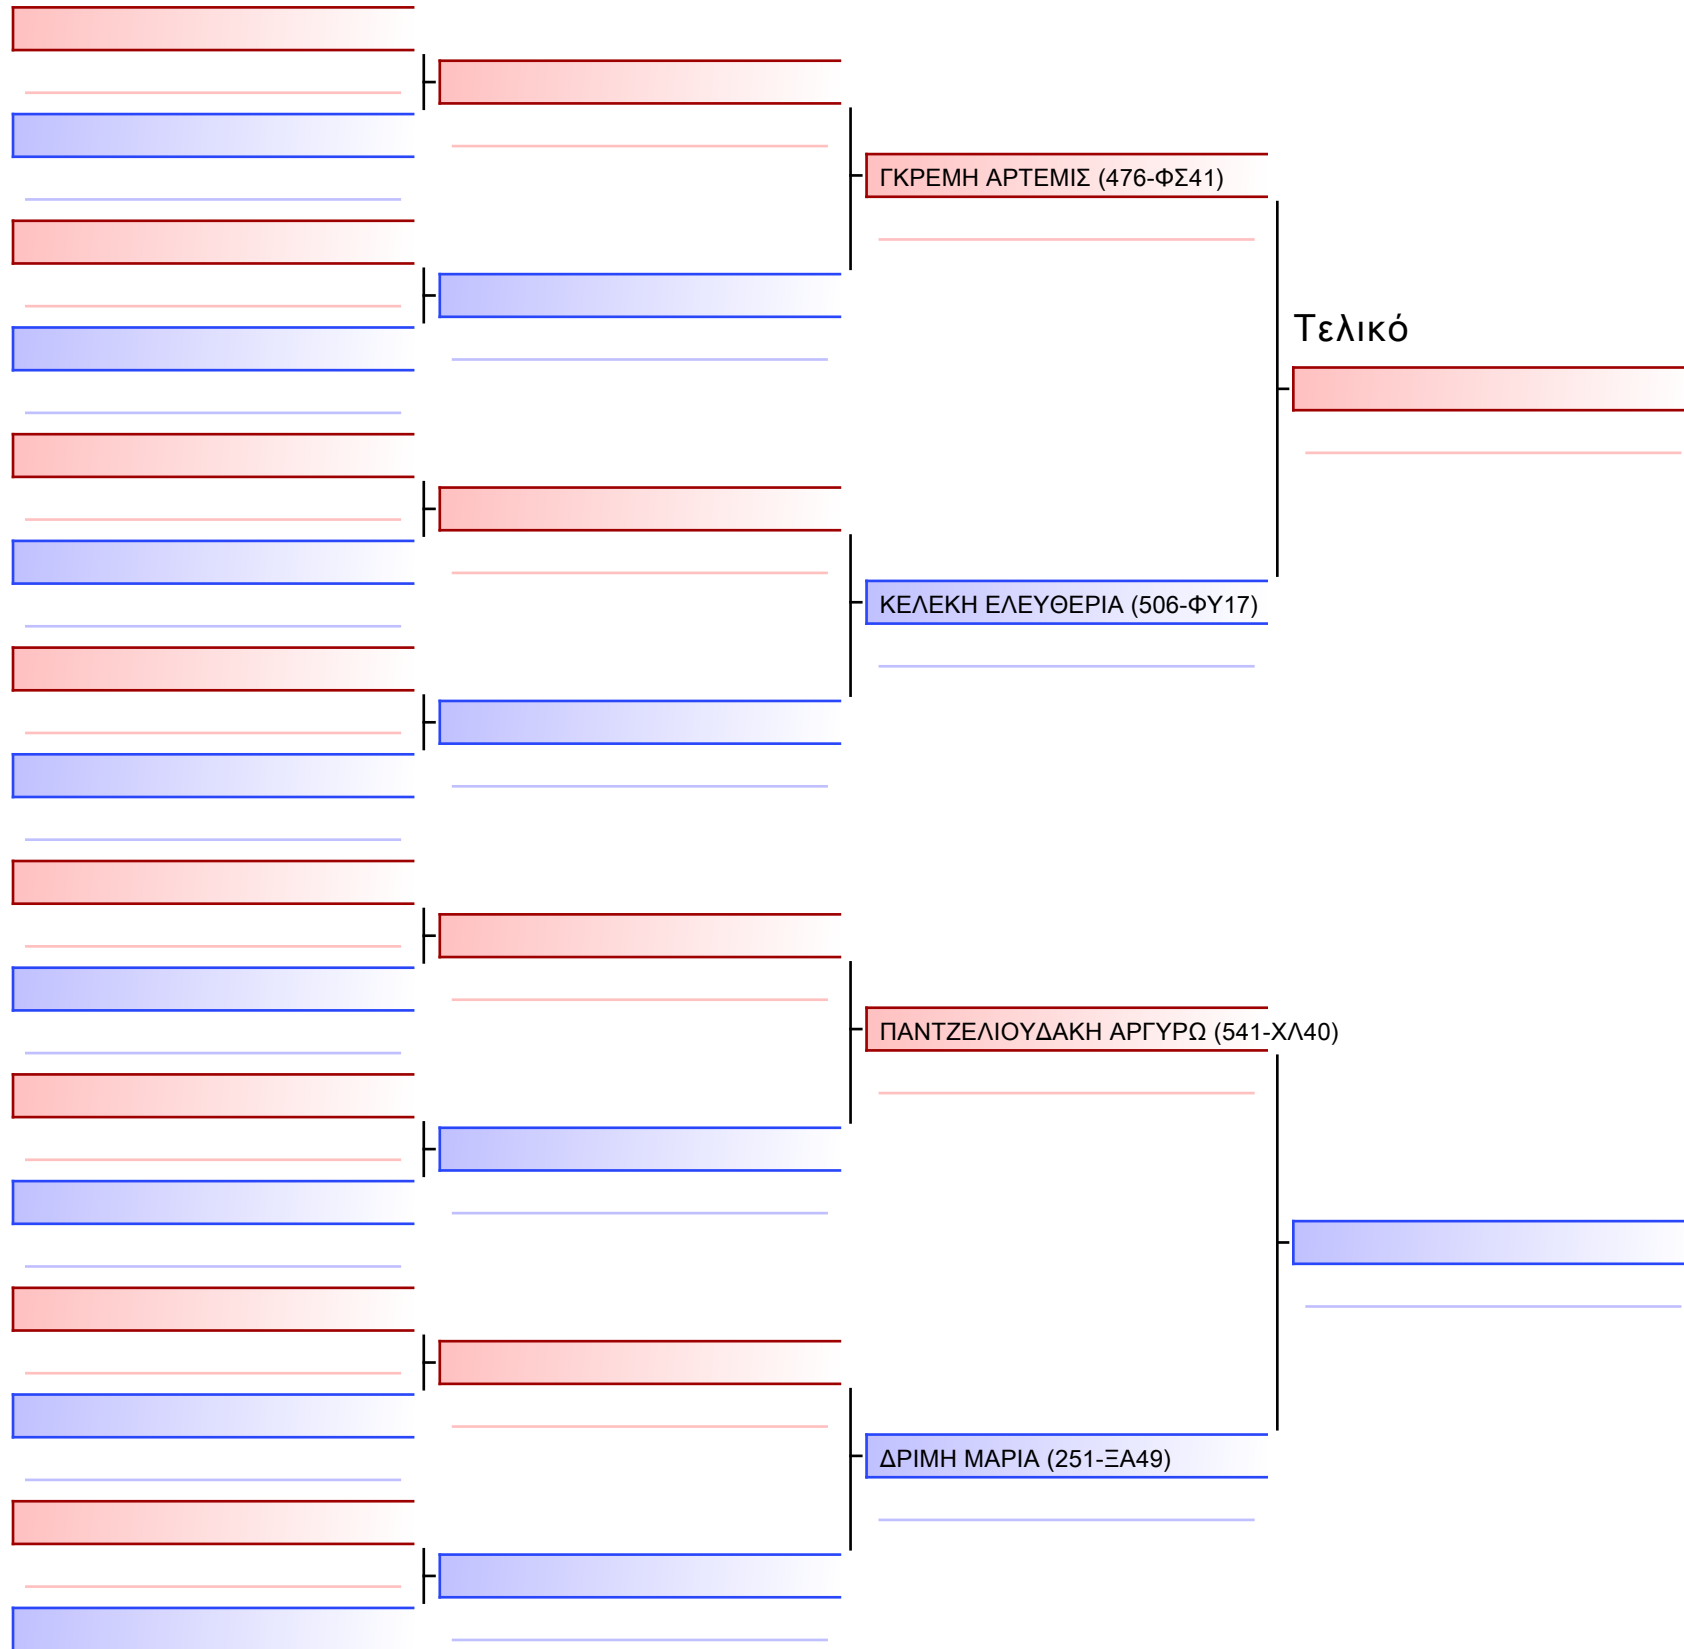 ΓΚΡΕΜΗ ΑΡΤΕΜΙΣ (476-ΦΣ41)
Τελικό
ΚΕΛΕΚΗ ΕΛΕΥΘΕΡΙΑ (506-ΦΥ17)
ΠΑΝΤΖΕΛΙΟΥΔΑΚΗ ΑΡΓΥΡΩ (541-ΧΛ40)
ΔΡΙΜΗ ΜΑΡΙΑ (251-ΞΑ49)